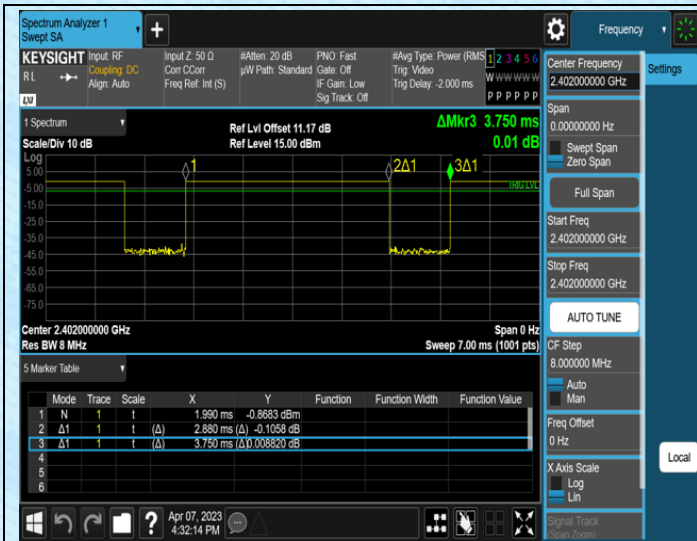 Spectrum Analyzer 1
Swept SA
Frequency
KEYSIGHT
RL
LXI
Input: RF
Coupling: DC
Align: Auto
Input Z: 50 Ω
Corr CCorr
Freq Ref: Int (S)
#Atten: 20 dB
µW Path: Standard
PNO: Fast
Gate: Off
IF Gain: Low
Sig Track: Off
#Avg Type: Power (RMS
Trig: Video
Trig Delay: -2.000 ms
1 2 3 4 5 6
W W W W W W
P P P P P P
1 Spectrum
Scale/Div 10 dB
Ref Lvl Offset 11.17 dB
Ref Level 15.00 dBm
ΔMkr3 3.750 ms
0.01 dB
Log
5.00
-5.00
-15.0
-25.0
-35.0
-45.0
-55.0
-65.0
-75.0
1
2Δ1
3Δ1
TRIG LVL
Center 2.402000000 GHz
Res BW 8 MHz
Span 0 Hz
Sweep 7.00 ms (1001 pts)
5 Marker Table
Mode Trace Scale X Y Function Function Width Function Value
1 N 1 t 1.990 ms -0.8683 dBm
2 Δ1 1 t (Δ) 2.880 ms (Δ) -0.1058 dB
3 Δ1 1 t (Δ) 3.750 ms (Δ) 0.008820 dB
4
5
6
?
Apr 07, 2023
4:32:14 PM
Center Frequency
2.402000000 GHz
Span
0.00000000 Hz
Swept Span
Zero Span
Full Span
Start Freq
2.402000000 GHz
Stop Freq
2.402000000 GHz
AUTO TUNE
CF Step
8.000000 MHz
Auto
Man
Freq Offset
0 Hz
X Axis Scale
Log
Lin
Signal Track
(Span Zoom)
Settings
Local